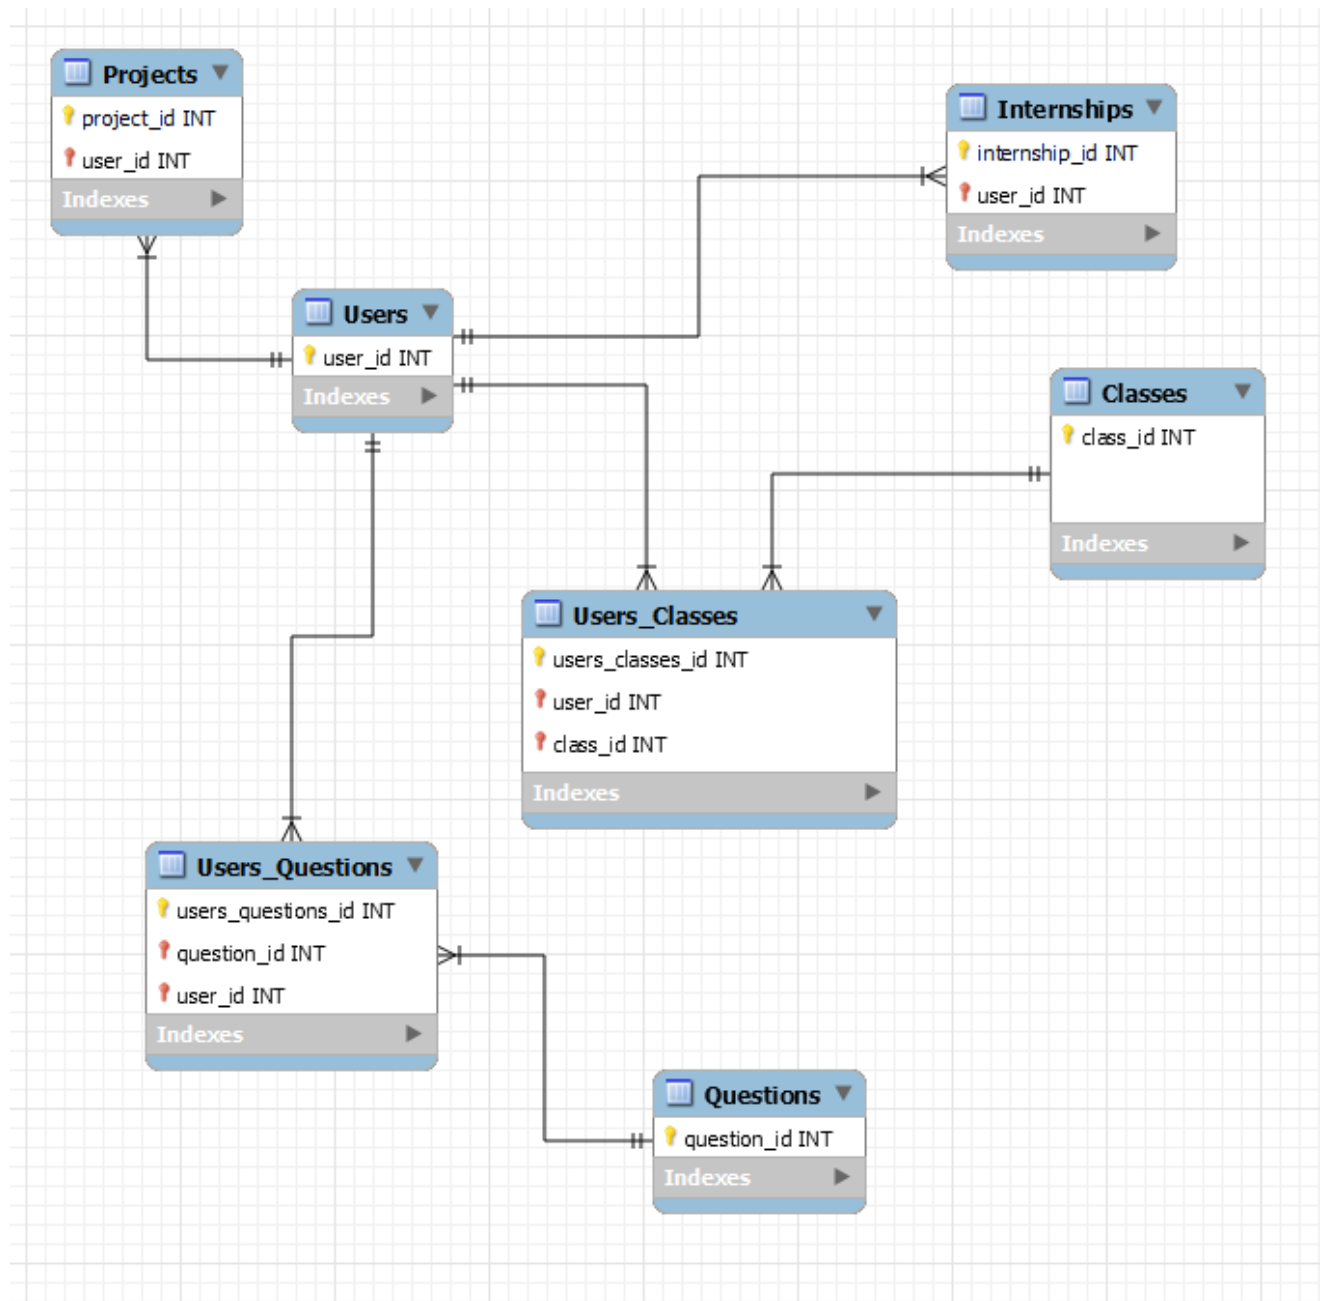 Projects
project_id INT
user_id INT
Indexes
Internships
internship_id INT
user_id INT
Indexes
Users
user_id INT
Indexes
Classes
class_id INT
Indexes
Users_Classes
users_classes_id INT
user_id INT
class_id INT
Indexes
Users_Questions
users_questions_id INT
question_id INT
user_id INT
Indexes
Questions
question_id INT
Indexes